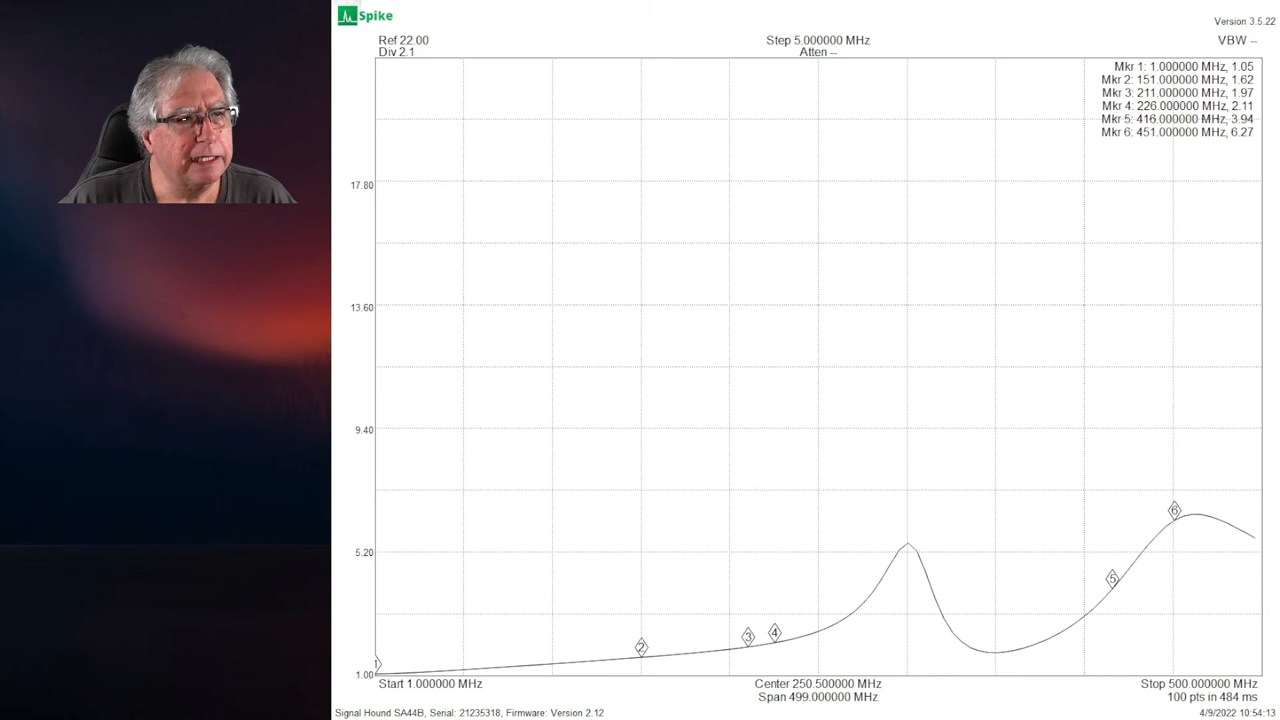 Spike
Version 3.5.22
Ref 22.00
Step 5.000000 MHz
VBW --
Div 2.1
Atten --
Mkr 1: 1.000000 MHz, 1.05
Mkr 2: 151.000000 MHz, 1.62
Mkr 3: 211.000000 MHz, 1.97
Mkr 4: 226.000000 MHz, 2.11
Mkr 5: 416.000000 MHz, 3.94
Mkr 6: 451.000000 MHz, 6.27
17.80
13.60
9.40
5.20
1.00
1
2
3
4
5
6
Start 1.000000 MHz
Center 250.500000 MHz
Stop 500.000000 MHz
Span 499.000000 MHz
100 pts in 484 ms
Signal Hound SA44B, Serial: 21235318, Firmware: Version 2.12
4/9/2022 10:54:13